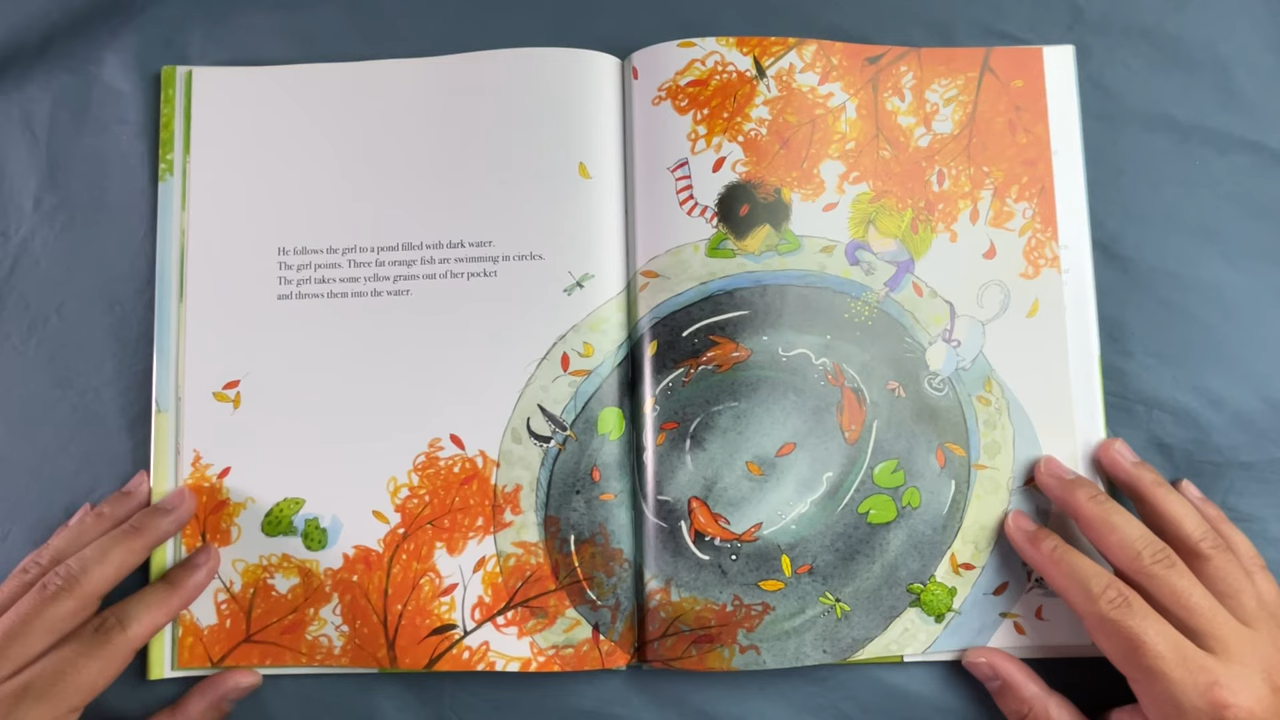 He follows the girl to a pond filled with dark water.
The girl points. Three fat orange fish are swimming in circles.
The girl takes some yellow grains out of her pocket
and throws them into the water.